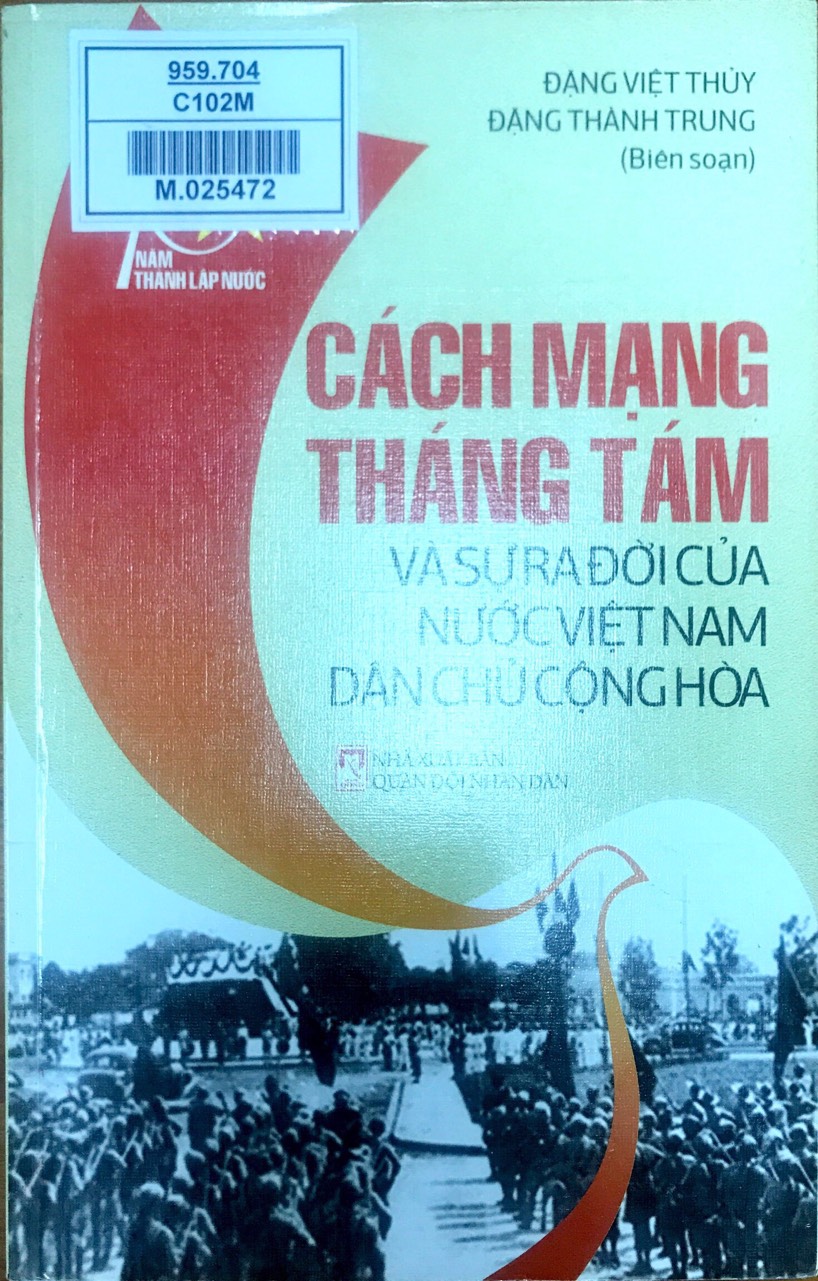 959.704
C102M
M.025472
ĐẶNG VIỆT THỦY
ĐẶNG THÀNH TRUNG
(Biên soạn)
NĂM
THÀNH LẬP NƯỚC
CÁCH MẠNG
THÁNG TÁM
VÀ SỰ RA ĐỜI CỦA
NƯỚC VIỆT NAM
DÂN CHỦ CỘNG HÒA
NHÀ XUẤT BẢN
QUÂN ĐỘI NHÂN DÂN